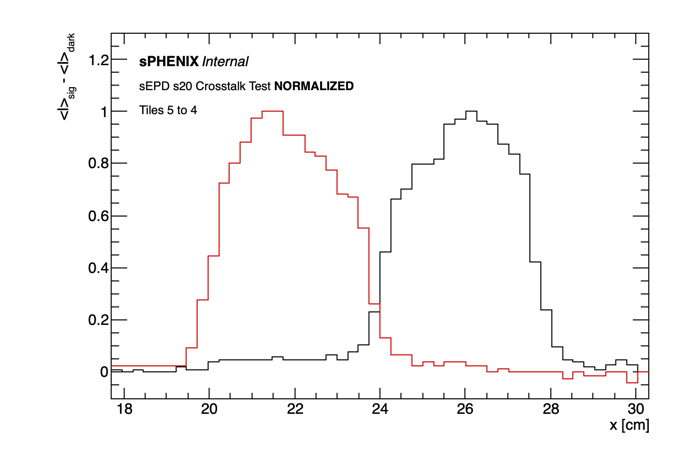 <I>sig - <I>dark
sPHENIX Internal
sEPD s20 Crosstalk Test NORMALIZED
Tiles 5 to 4
1.2
1
0.8
0.6
0.4
0.2
0
18 20 22 24 26 28 30
x [cm]